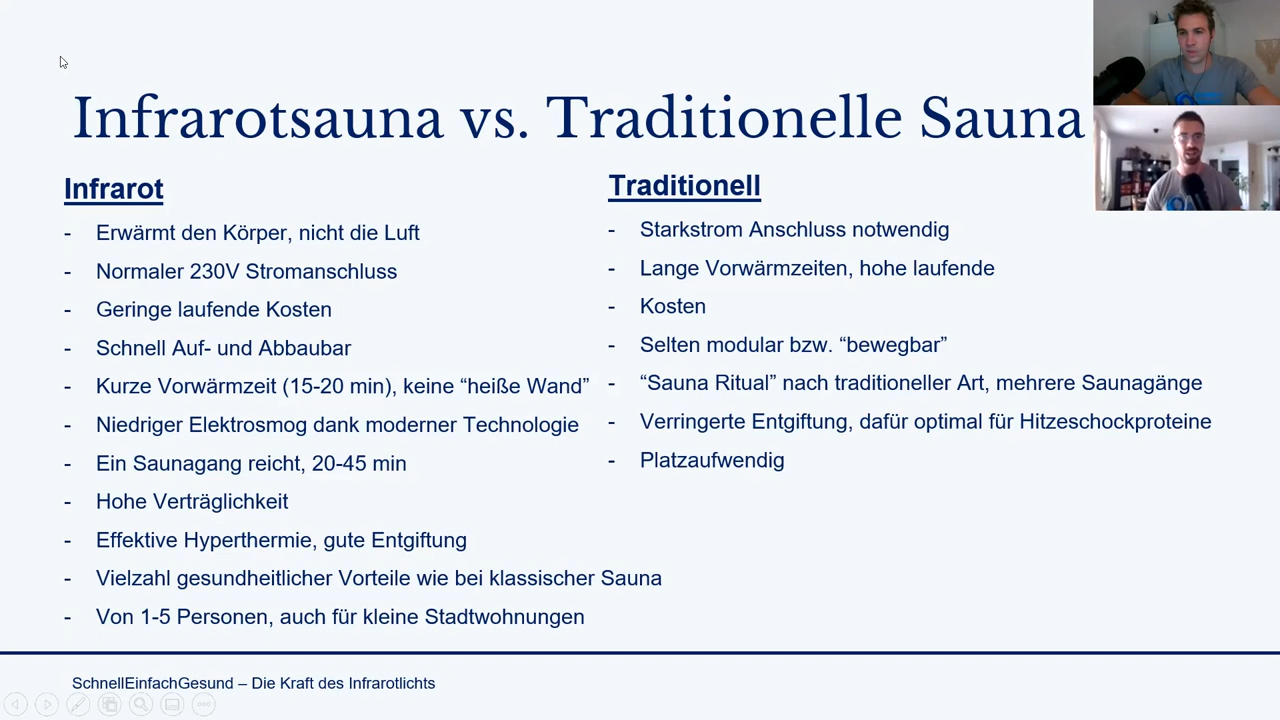 Infrarotsauna vs. Traditionelle Sauna
Infrarot
- Erwärmt den Körper, nicht die Luft
- Normaler 230V Stromanschluss
- Geringe laufende Kosten
- Schnell Auf- und Abbaubar
- Kurze Vorwärmzeit (15-20 min), keine “heiße Wand”
- Niedriger Elektrosmog dank moderner Technologie
- Ein Saunagang reicht, 20-45 min
- Hohe Verträglichkeit
- Effektive Hyperthermie, gute Entgiftung
- Vielzahl gesundheitlicher Vorteile wie bei klassischer Sauna
- Von 1-5 Personen, auch für kleine Stadtwohnungen
Traditionell
- Starkstrom Anschluss notwendig
- Lange Vorwärmzeiten, hohe laufende
- Kosten
- Selten modular bzw. “bewegbar”
- “Sauna Ritual” nach traditioneller Art, mehrere Saunagänge
- Verringerte Entgiftung, dafür optimal für Hitzeschockproteine
- Platzaufwendig
SchnellEinfachGesund – Die Kraft des Infrarotlichts